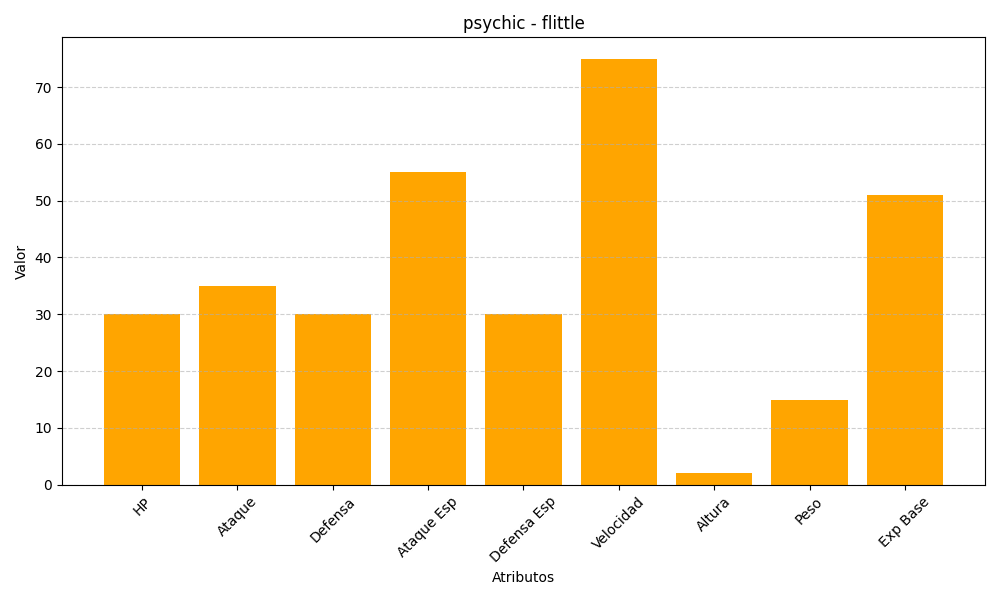 psychic - flittle
Valor
70
60
50
40
30
20
10
0
HP
Ataque
Defensa
Ataque Esp
Defensa Esp
Velocidad
Altura
Peso
Exp Base
Atributos